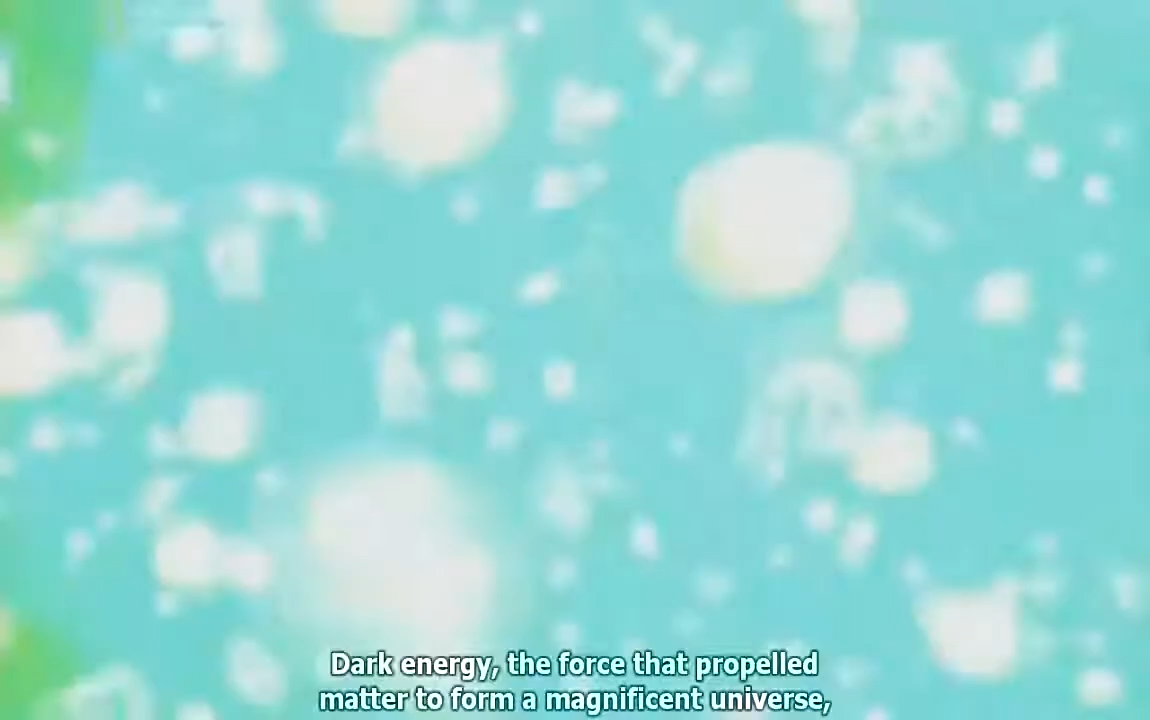 Dark energy, the force that propelled
matter to form a magnificent universe,